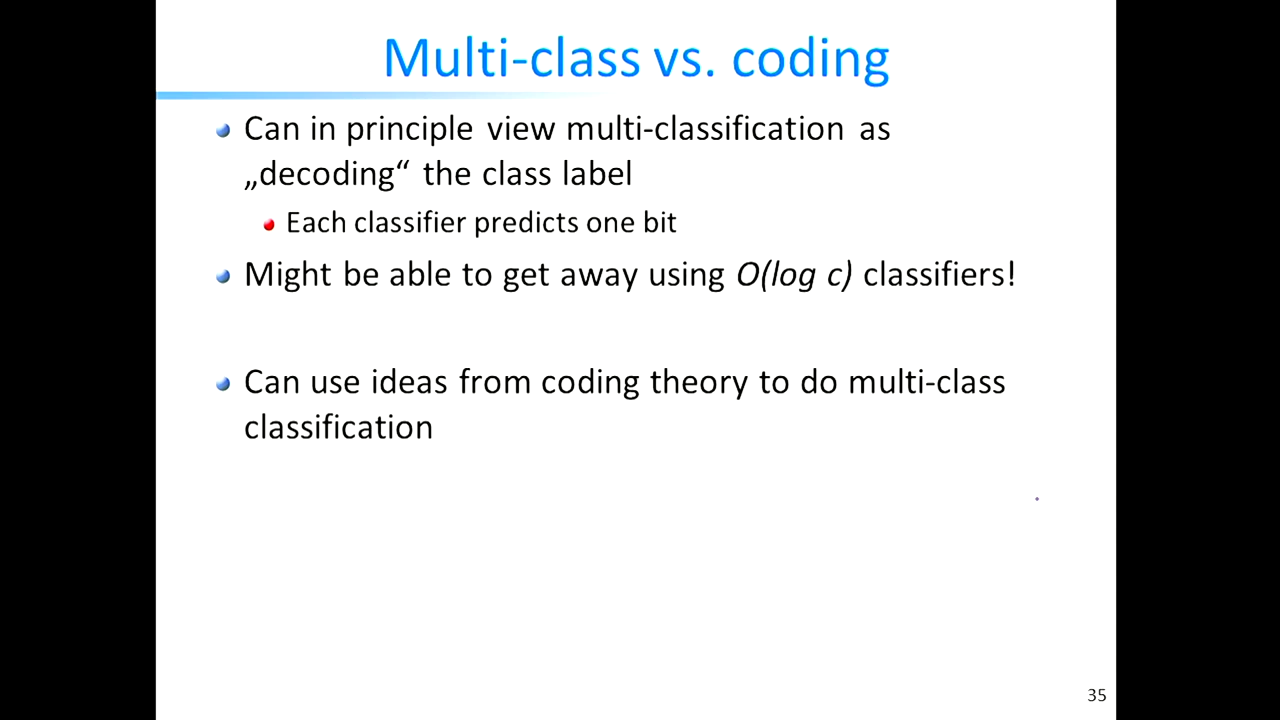 Multi-class vs. coding
Can in principle view multi-classification as
„decoding“ the class label
Each classifier predicts one bit
Might be able to get away using O(log c) classifiers!
Can use ideas from coding theory to do multi-class
classification
35